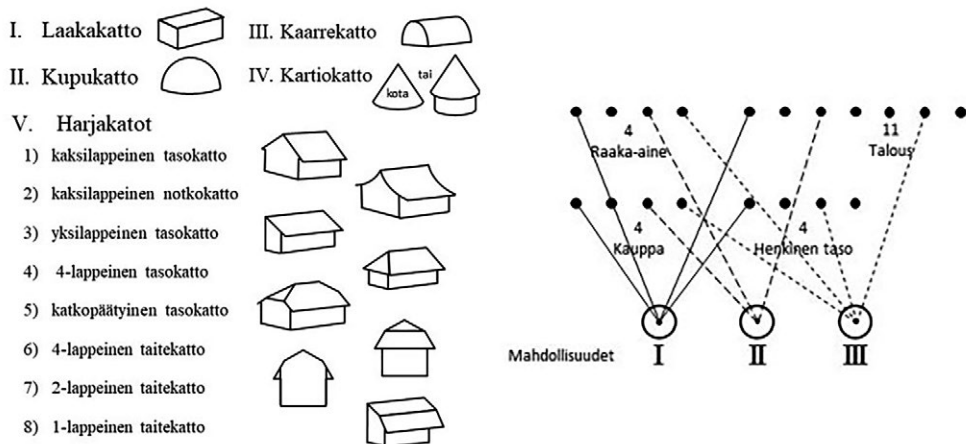 I. Laakakatto
III. Kaarrekatto
II. Kupukatto
IV. Kartiokatto
kota
tai
V. Harjakatot
1) kaksilappeinen tasokatto
2) kaksilappeinen notkokatto
3) yksilappeinen tasokatto
4) 4-lappeinen tasokatto
5) katkopäätyinen tasokatto
6) 4-lappeinen taitekatto
7) 2-lappeinen taitekatto
8) 1-lappeinen taitekatto
4
Raaka-aine
11
Talous
4
Kauppa
4
Henkinen taso
Mahdollisuudet
I
II
III